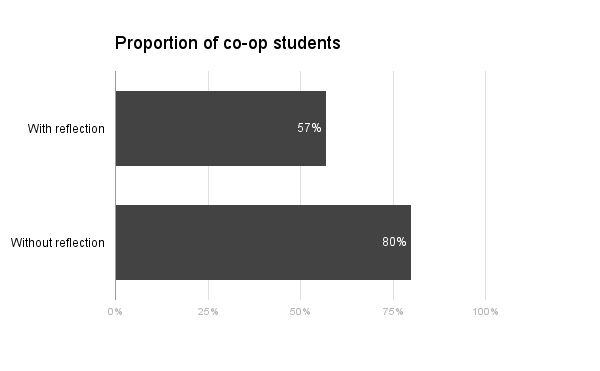 Proportion of co-op students
With reflection
57%
Without reflection
80%
0%
25%
50%
75%
100%